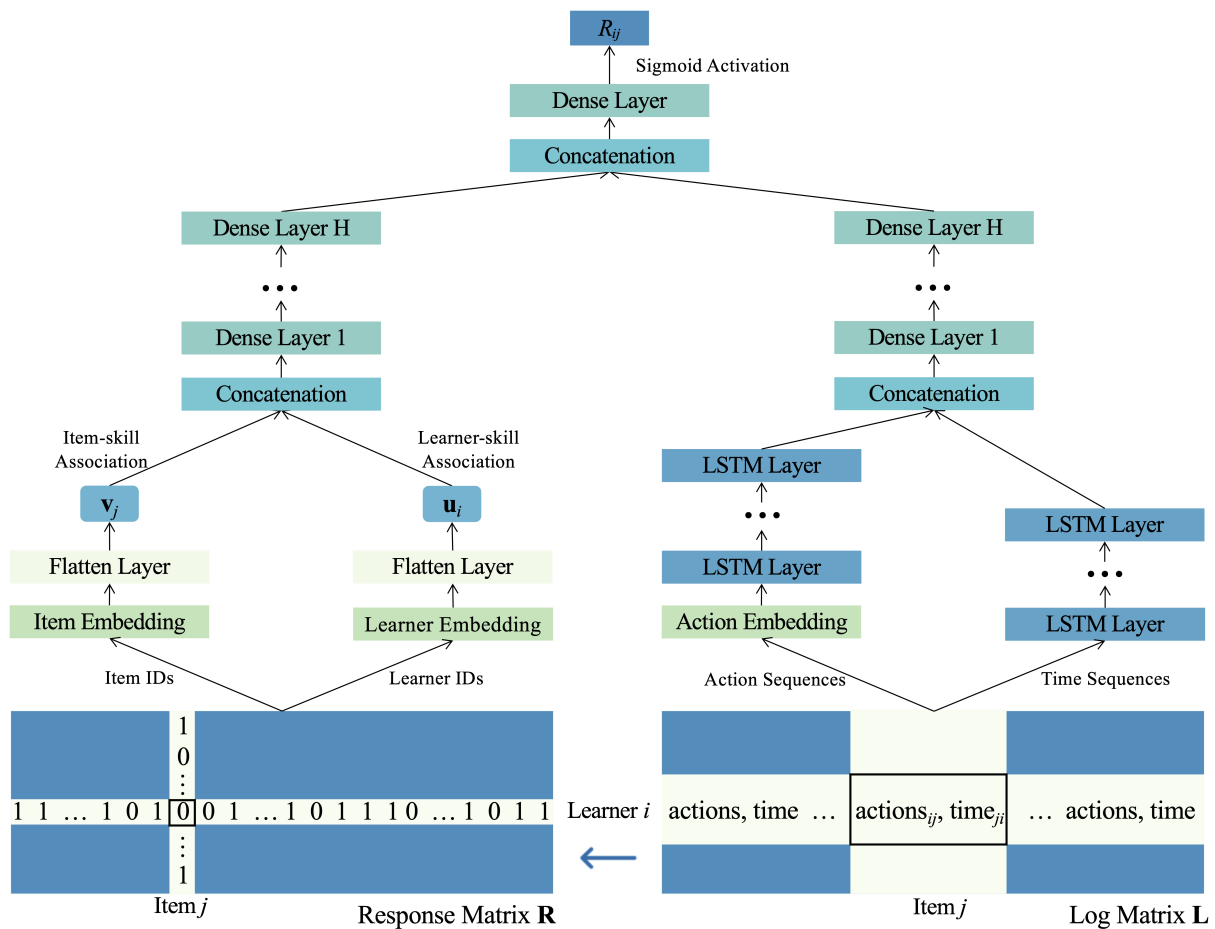 R_ij
Sigmoid Activation
Dense Layer
Concatenation
Dense Layer H
Dense Layer H
•••
•••
Dense Layer 1
Dense Layer 1
Concatenation
Concatenation
Item-skill
Association
Learner-skill
Association
LSTM Layer
v_j
u_i
•••
LSTM Layer
Flatten Layer
Flatten Layer
LSTM Layer
•••
Item Embedding
Learner Embedding
Action Embedding
LSTM Layer
Item IDs
Learner IDs
Action Sequences
Time Sequences
1
0
⋮
1 1 … 1 0 1 0 0 1 … 1 0 1 1 1 0 … 1 0 1 1
Learner i
actions, time … actions_ij, time_ji … actions, time
⋮
1
Item j
Response Matrix R
Item j
Log Matrix L